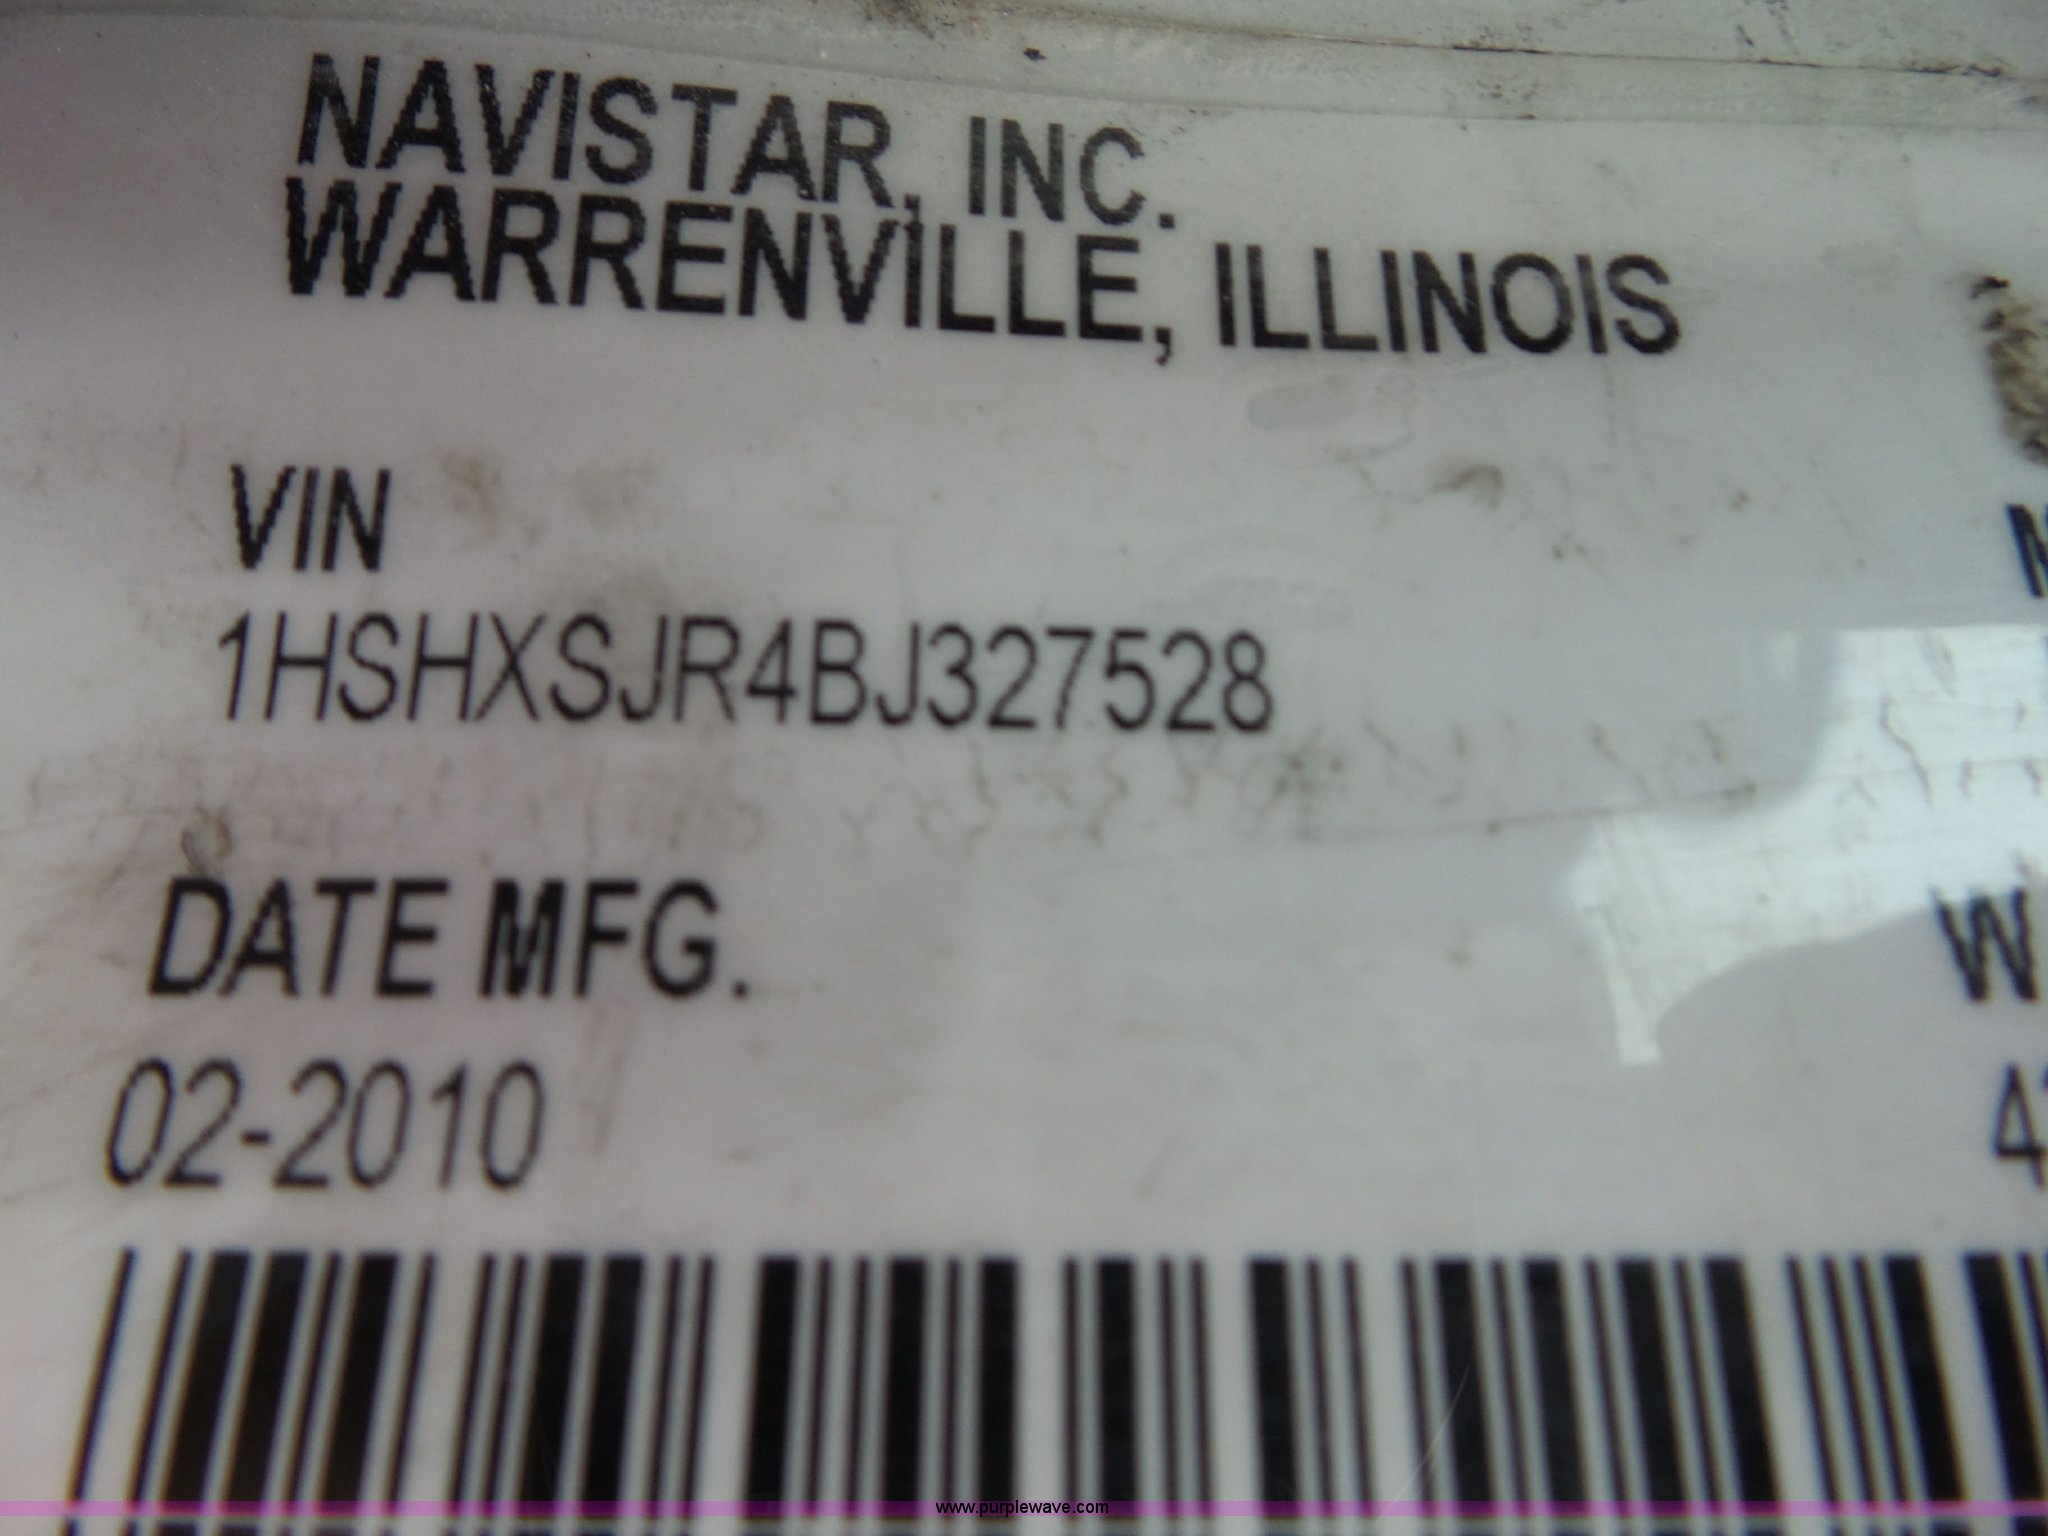 NAVISTAR, INC.
WARRENVILLE, ILLINOIS
VIN
1HSHXSJR4BJ327528
DATE MFG.
02-2010
www.purplewave.com